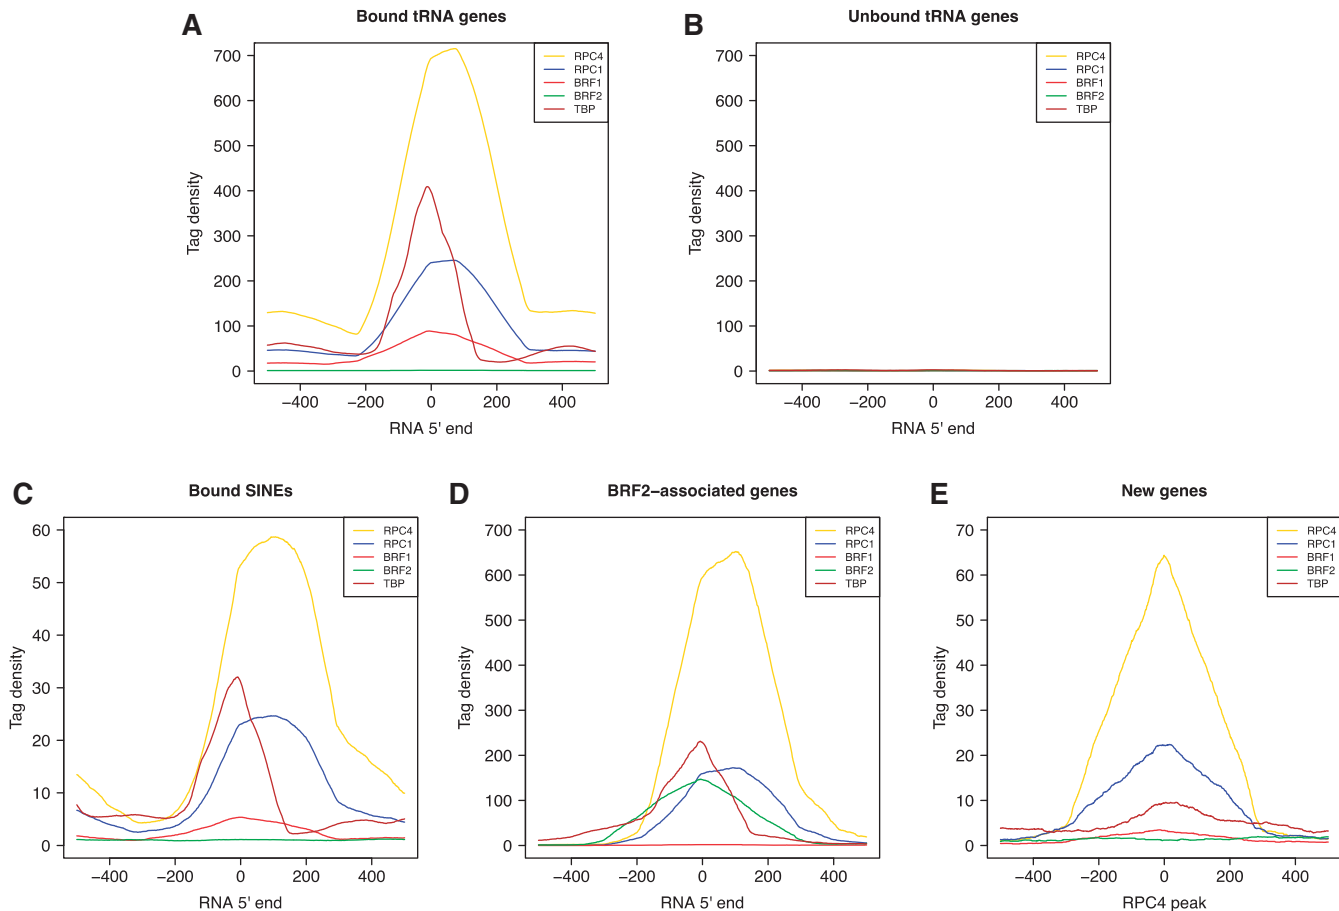 A
Bound tRNA genes
Tag density
700
600
500
400
300
200
100
0
−400
−200
0
200
400
RNA 5' end
RPC4
RPC1
BRF1
BRF2
TBP
B
Unbound tRNA genes
Tag density
700
600
500
400
300
200
100
0
−400
−200
0
200
400
RNA 5' end
RPC4
RPC1
BRF1
BRF2
TBP
C
Bound SINEs
Tag density
60
50
40
30
20
10
0
−400
−200
0
200
400
RNA 5' end
RPC4
RPC1
BRF1
BRF2
TBP
D
BRF2−associated genes
Tag density
700
600
500
400
300
200
100
0
−400
−200
0
200
400
RNA 5' end
RPC4
RPC1
BRF1
BRF2
TBP
E
New genes
Tag density
70
60
50
40
30
20
10
0
−400
−200
0
200
400
RPC4 peak
RPC4
RPC1
BRF1
BRF2
TBP